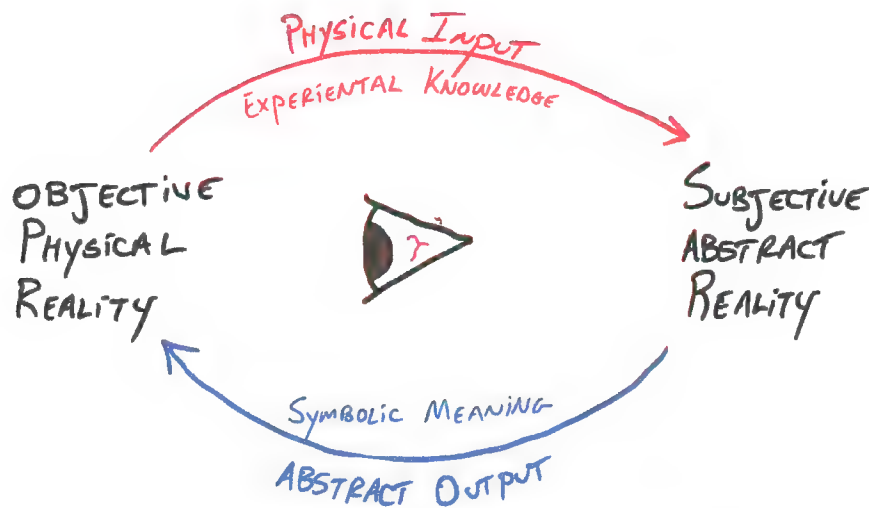 PHYSICAL INPUT
EXPERIENTAL KNOWLEDGE
OBJECTIVE
PHYSICAL
REALITY
SUBJECTIVE
ABSTRACT
REALITY
SYMBOLIC MEANING
ABSTRACT OUTPUT